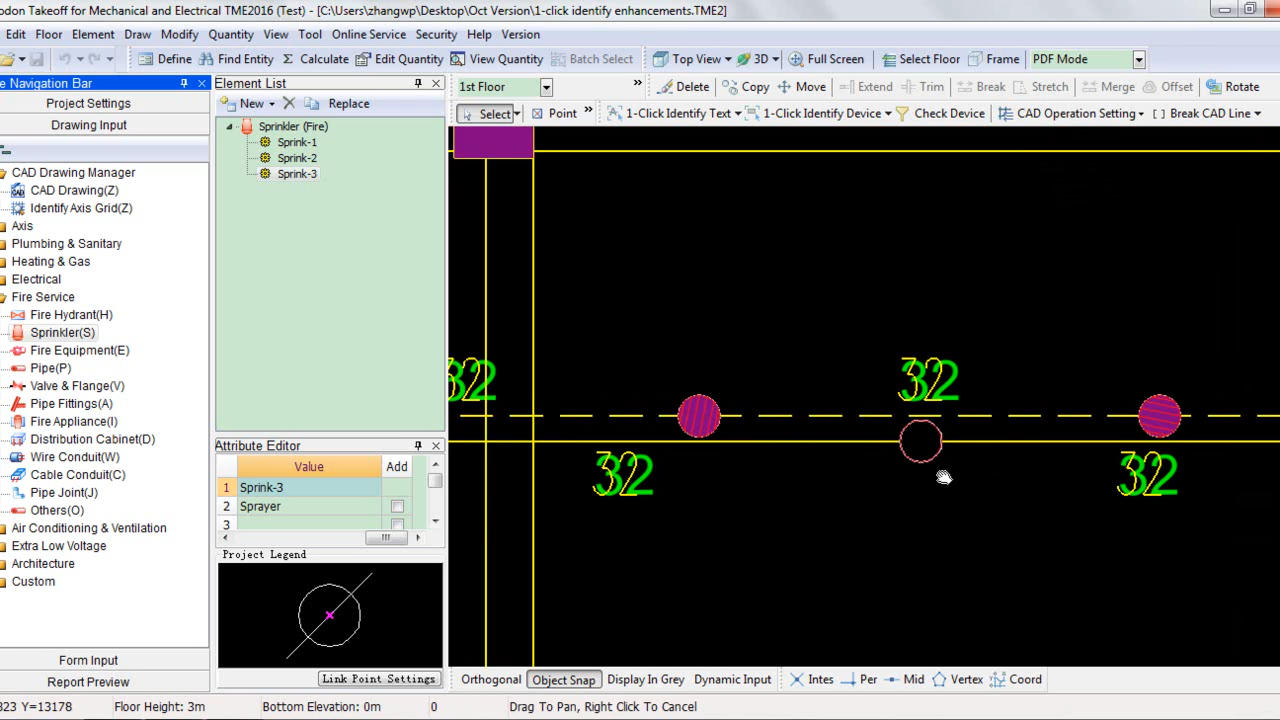 odon Takeoff for Mechanical and Electrical TME2016 (Test) - [C:\Users\zhangwp\Desktop\Oct Version\1-click identify enhancements.TME2]
Edit Floor Element Draw Modify Quantity View Tool Online Service Security Help Version
Define Find Entity Calculate Edit Quantity View Quantity Batch Select Top View 3D Full Screen Select Floor Frame PDF Mode
e Navigation Bar
Project Settings
Drawing Input
CAD Drawing Manager
CAD Drawing(Z)
Identify Axis Grid(Z)
Axis
Plumbing & Sanitary
Heating & Gas
Electrical
Fire Service
Fire Hydrant(H)
Sprinkler(S)
Fire Equipment(E)
Pipe(P)
Valve & Flange(V)
Pipe Fittings(A)
Fire Appliance(I)
Distribution Cabinet(D)
Wire Conduit(W)
Cable Conduit(C)
Pipe Joint(J)
Others(O)
Air Conditioning & Ventilation
Extra Low Voltage
Architecture
Custom
Form Input
Report Preview
Element List
New Replace
Sprinkler (Fire)
Sprink-1
Sprink-2
Sprink-3
Attribute Editor
Value Add
1 Sprink-3
2 Sprayer
3
Project Legend
Link Point Settings
1st Floor Delete Copy Move Extend Trim Break Stretch Merge Offset Rotate
Select Point 1-Click Identify Text 1-Click Identify Device Check Device CAD Operation Setting Break CAD Line
32
32
32
32
Orthogonal Object Snap Display In Grey Dynamic Input Intes Per Mid Vertex Coord
323 Y=13178 Floor Height: 3m Bottom Elevation: 0m 0 Drag To Pan, Right Click To Cancel